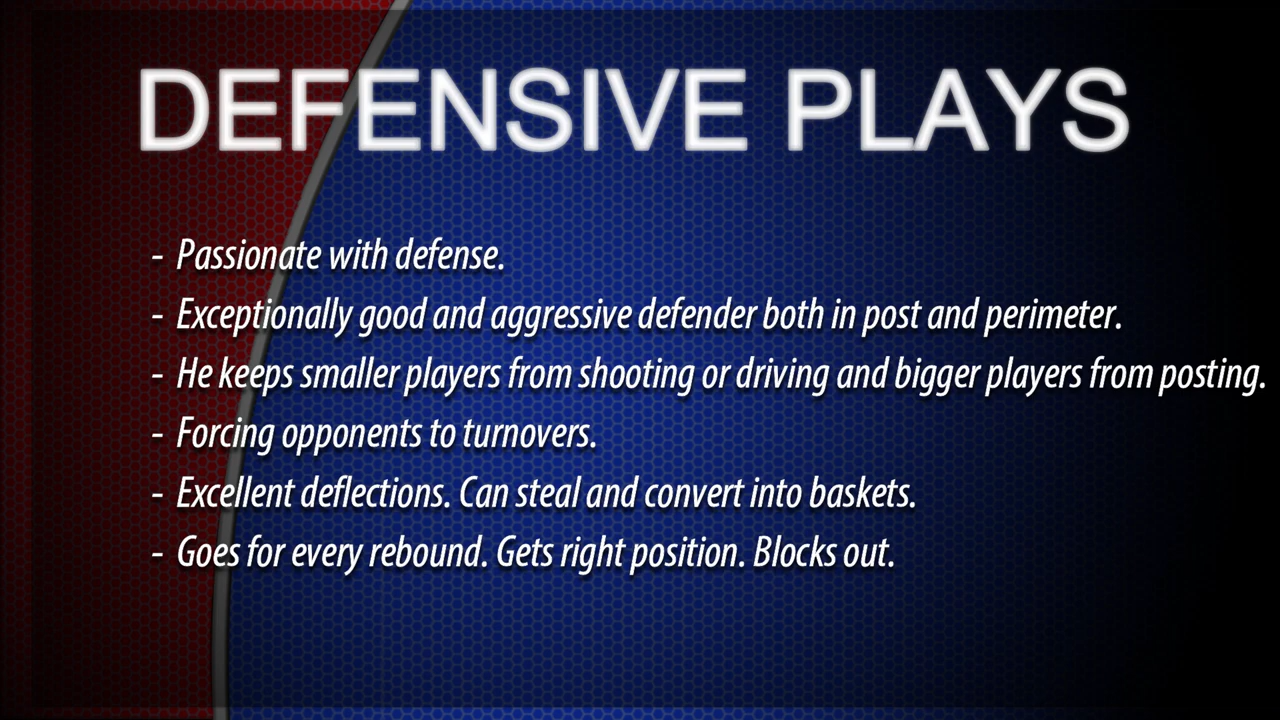 DEFENSIVE PLAYS
- Passionate with defense.
- Exceptionally good and aggressive defender both in post and perimeter.
- He keeps smaller players from shooting or driving and bigger players from posting.
- Forcing opponents to turnovers.
- Excellent deflections. Can steal and convert into baskets.
- Goes for every rebound. Gets right position. Blocks out.